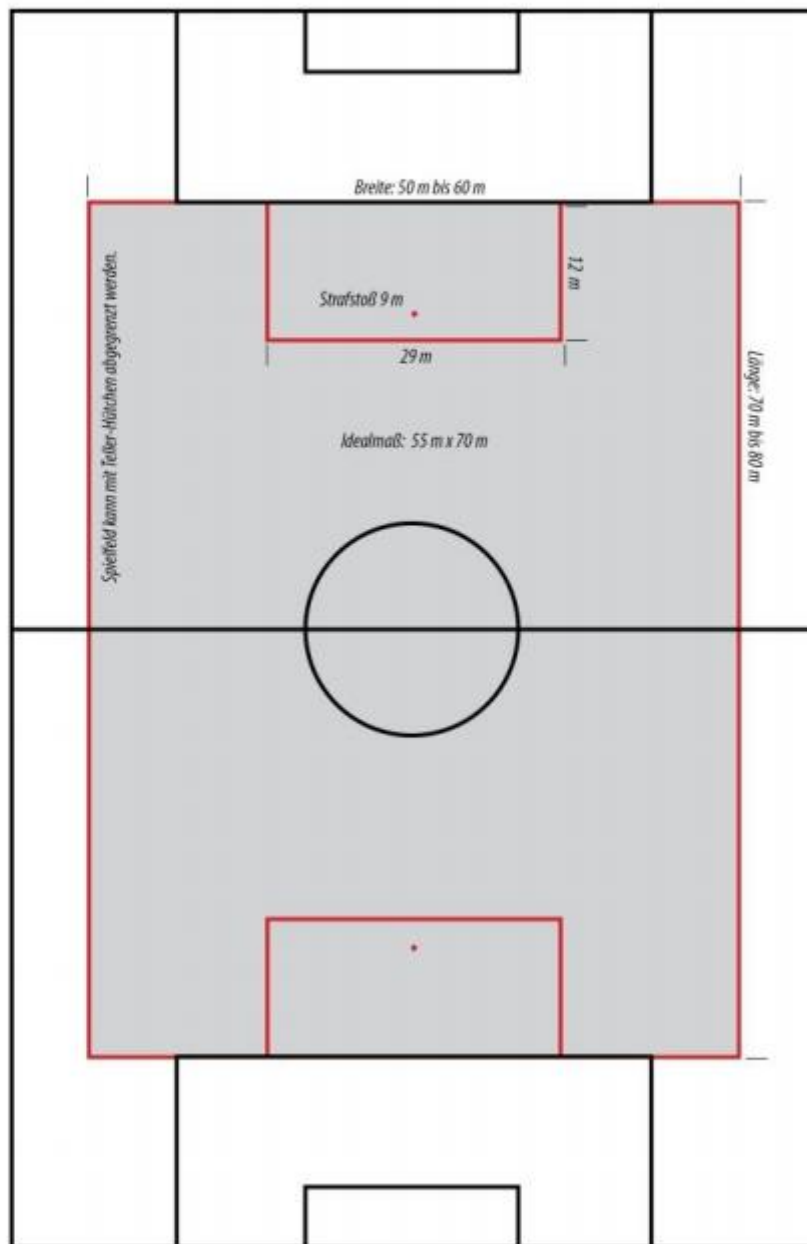 Breite: 50 m bis 60 m
Spielfeld kann mit Teller-Hütchen abgegrenzt werden.
12 m
Strafstoß 9 m
29 m
Länge: 70 m bis 80 m
Idealmaß: 55 m x 70 m